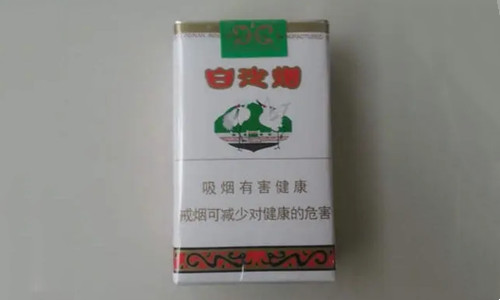 白沙烟
吸烟有害健康
戒烟可减少对健康的危害